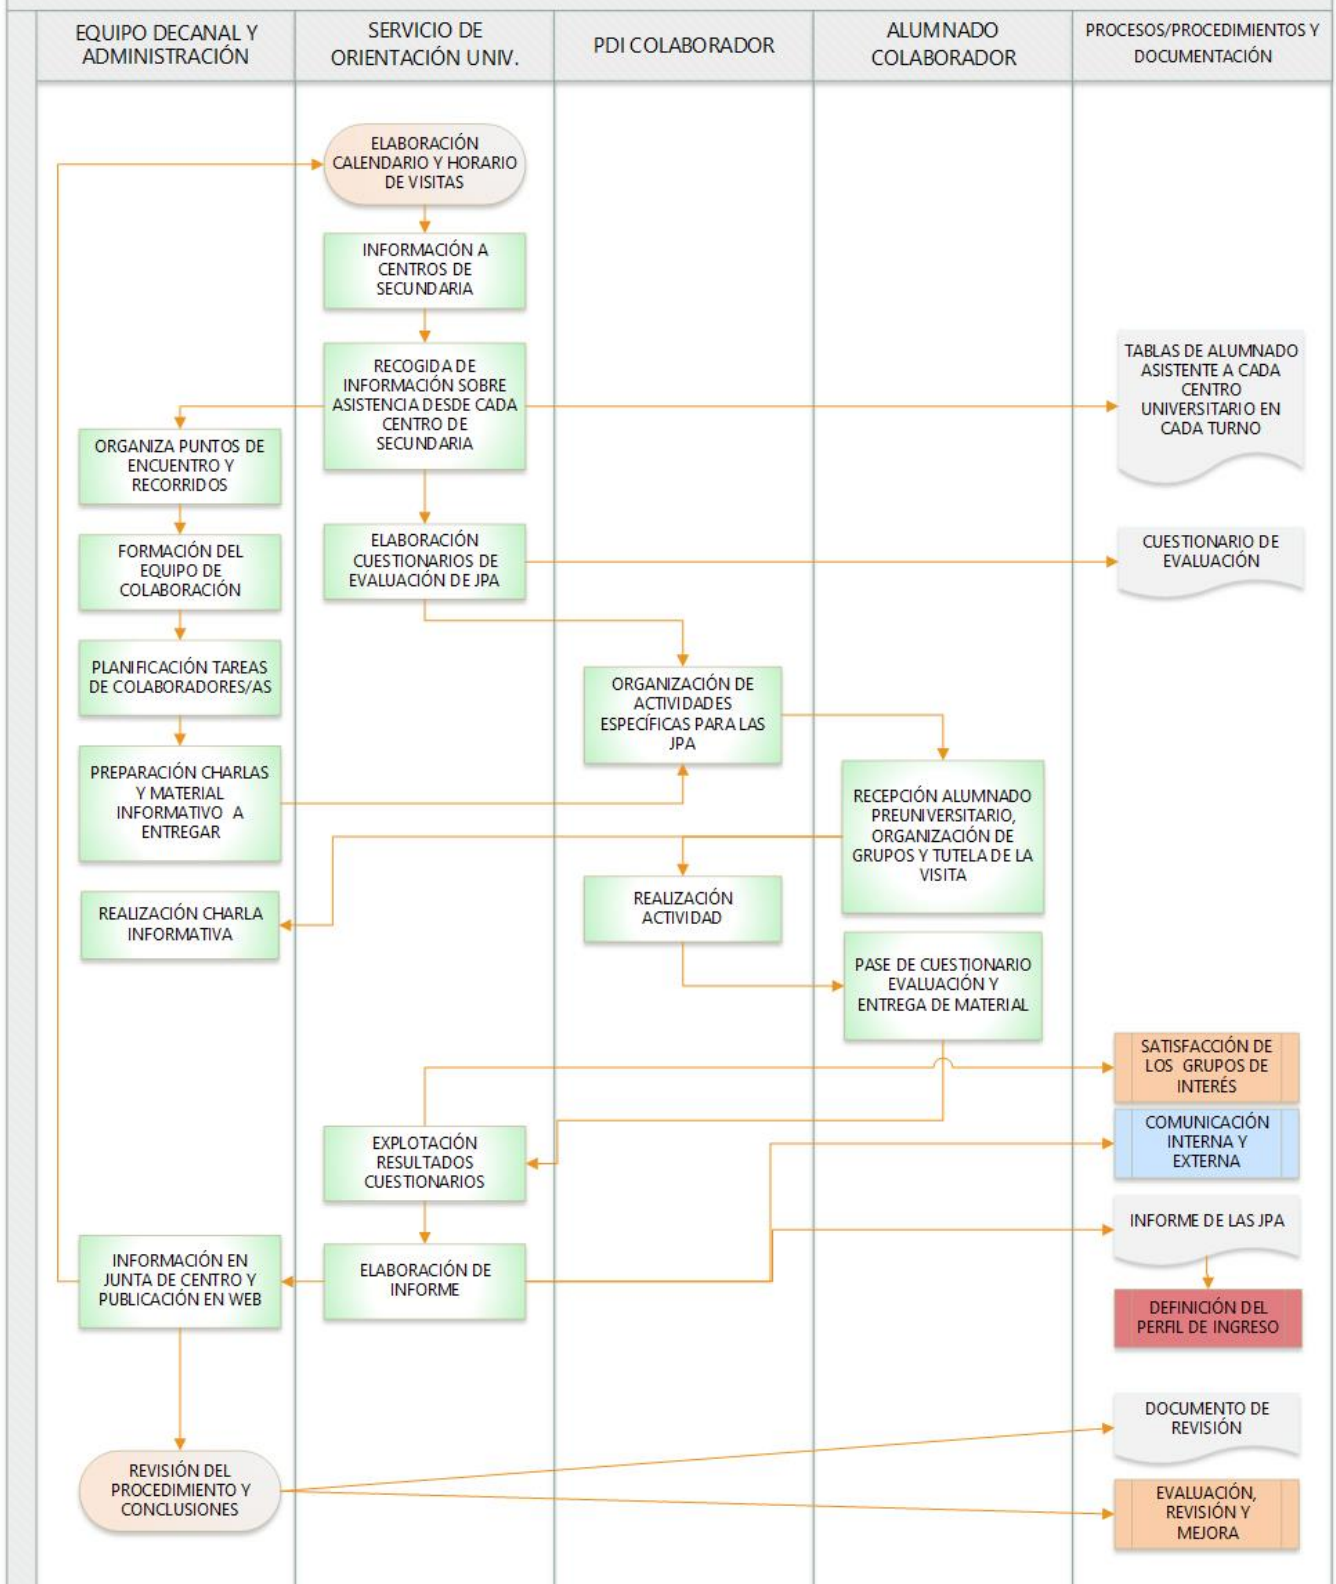 EQUIPO DECANAL Y
ADMINISTRACIÓN
SERVICIO DE
ORIENTACIÓN UNIV.
PDI COLABORADOR
ALUMNADO
COLABORADOR
PROCESOS/PROCEDIMIENTOS Y
DOCUMENTACIÓN
ELABORACIÓN
CALENDARIO Y HORARIO
DE VISITAS
INFORMACIÓN A
CENTROS DE
SECUNDARIA
RECOGIDA DE
INFORMACIÓN SOBRE
ASISTENCIA DESDE CADA
CENTRO DE
SECUNDARIA
TABLAS DE ALUMNADO
ASISTENTE A CADA
CENTRO
UNIVERSITARIO EN
CADA TURNO
ORGANIZA PUNTOS DE
ENCUENTRO Y
RECORRIDOS
FORMACIÓN DEL
EQUIPO DE
COLABORACIÓN
ELABORACIÓN
CUESTIONARIOS DE
EVALUACIÓN DE JPA
CUESTIONARIO DE
EVALUACIÓN
PLANIFICACIÓN TAREAS
DE COLABORADORES/AS
ORGANIZACIÓN DE
ACTIVIDADES
ESPECÍFICAS PARA LAS
JPA
PREPARACIÓN CHARLAS
Y MATERIAL
INFORMATIVO A
ENTREGAR
RECEPCIÓN ALUMNADO
PREUNIVERSITARIO,
ORGANIZACIÓN DE
GRUPOS Y TUTELA DE LA
VISITA
REALIZACIÓN CHARLA
INFORMATIVA
REALIZACIÓN
ACTIVIDAD
PASE DE CUESTIONARIO
EVALUACIÓN Y
ENTREGA DE MATERIAL
SATISFACCIÓN DE
LOS GRUPOS DE
INTERÉS
EXPLOTACIÓN
RESULTADOS
CUESTIONARIOS
COMUNICACIÓN
INTERNA Y
EXTERNA
INFORME DE LAS JPA
INFORMACIÓN EN
JUNTA DE CENTRO Y
PUBLICACIÓN EN WEB
ELABORACIÓN DE
INFORME
DEFINICIÓN DEL
PERFIL DE INGRESO
DOCUMENTO DE
REVISIÓN
REVISIÓN DEL
PROCEDIMIENTO Y
CONCLUSIONES
EVALUACIÓN,
REVISIÓN Y
MEJORA